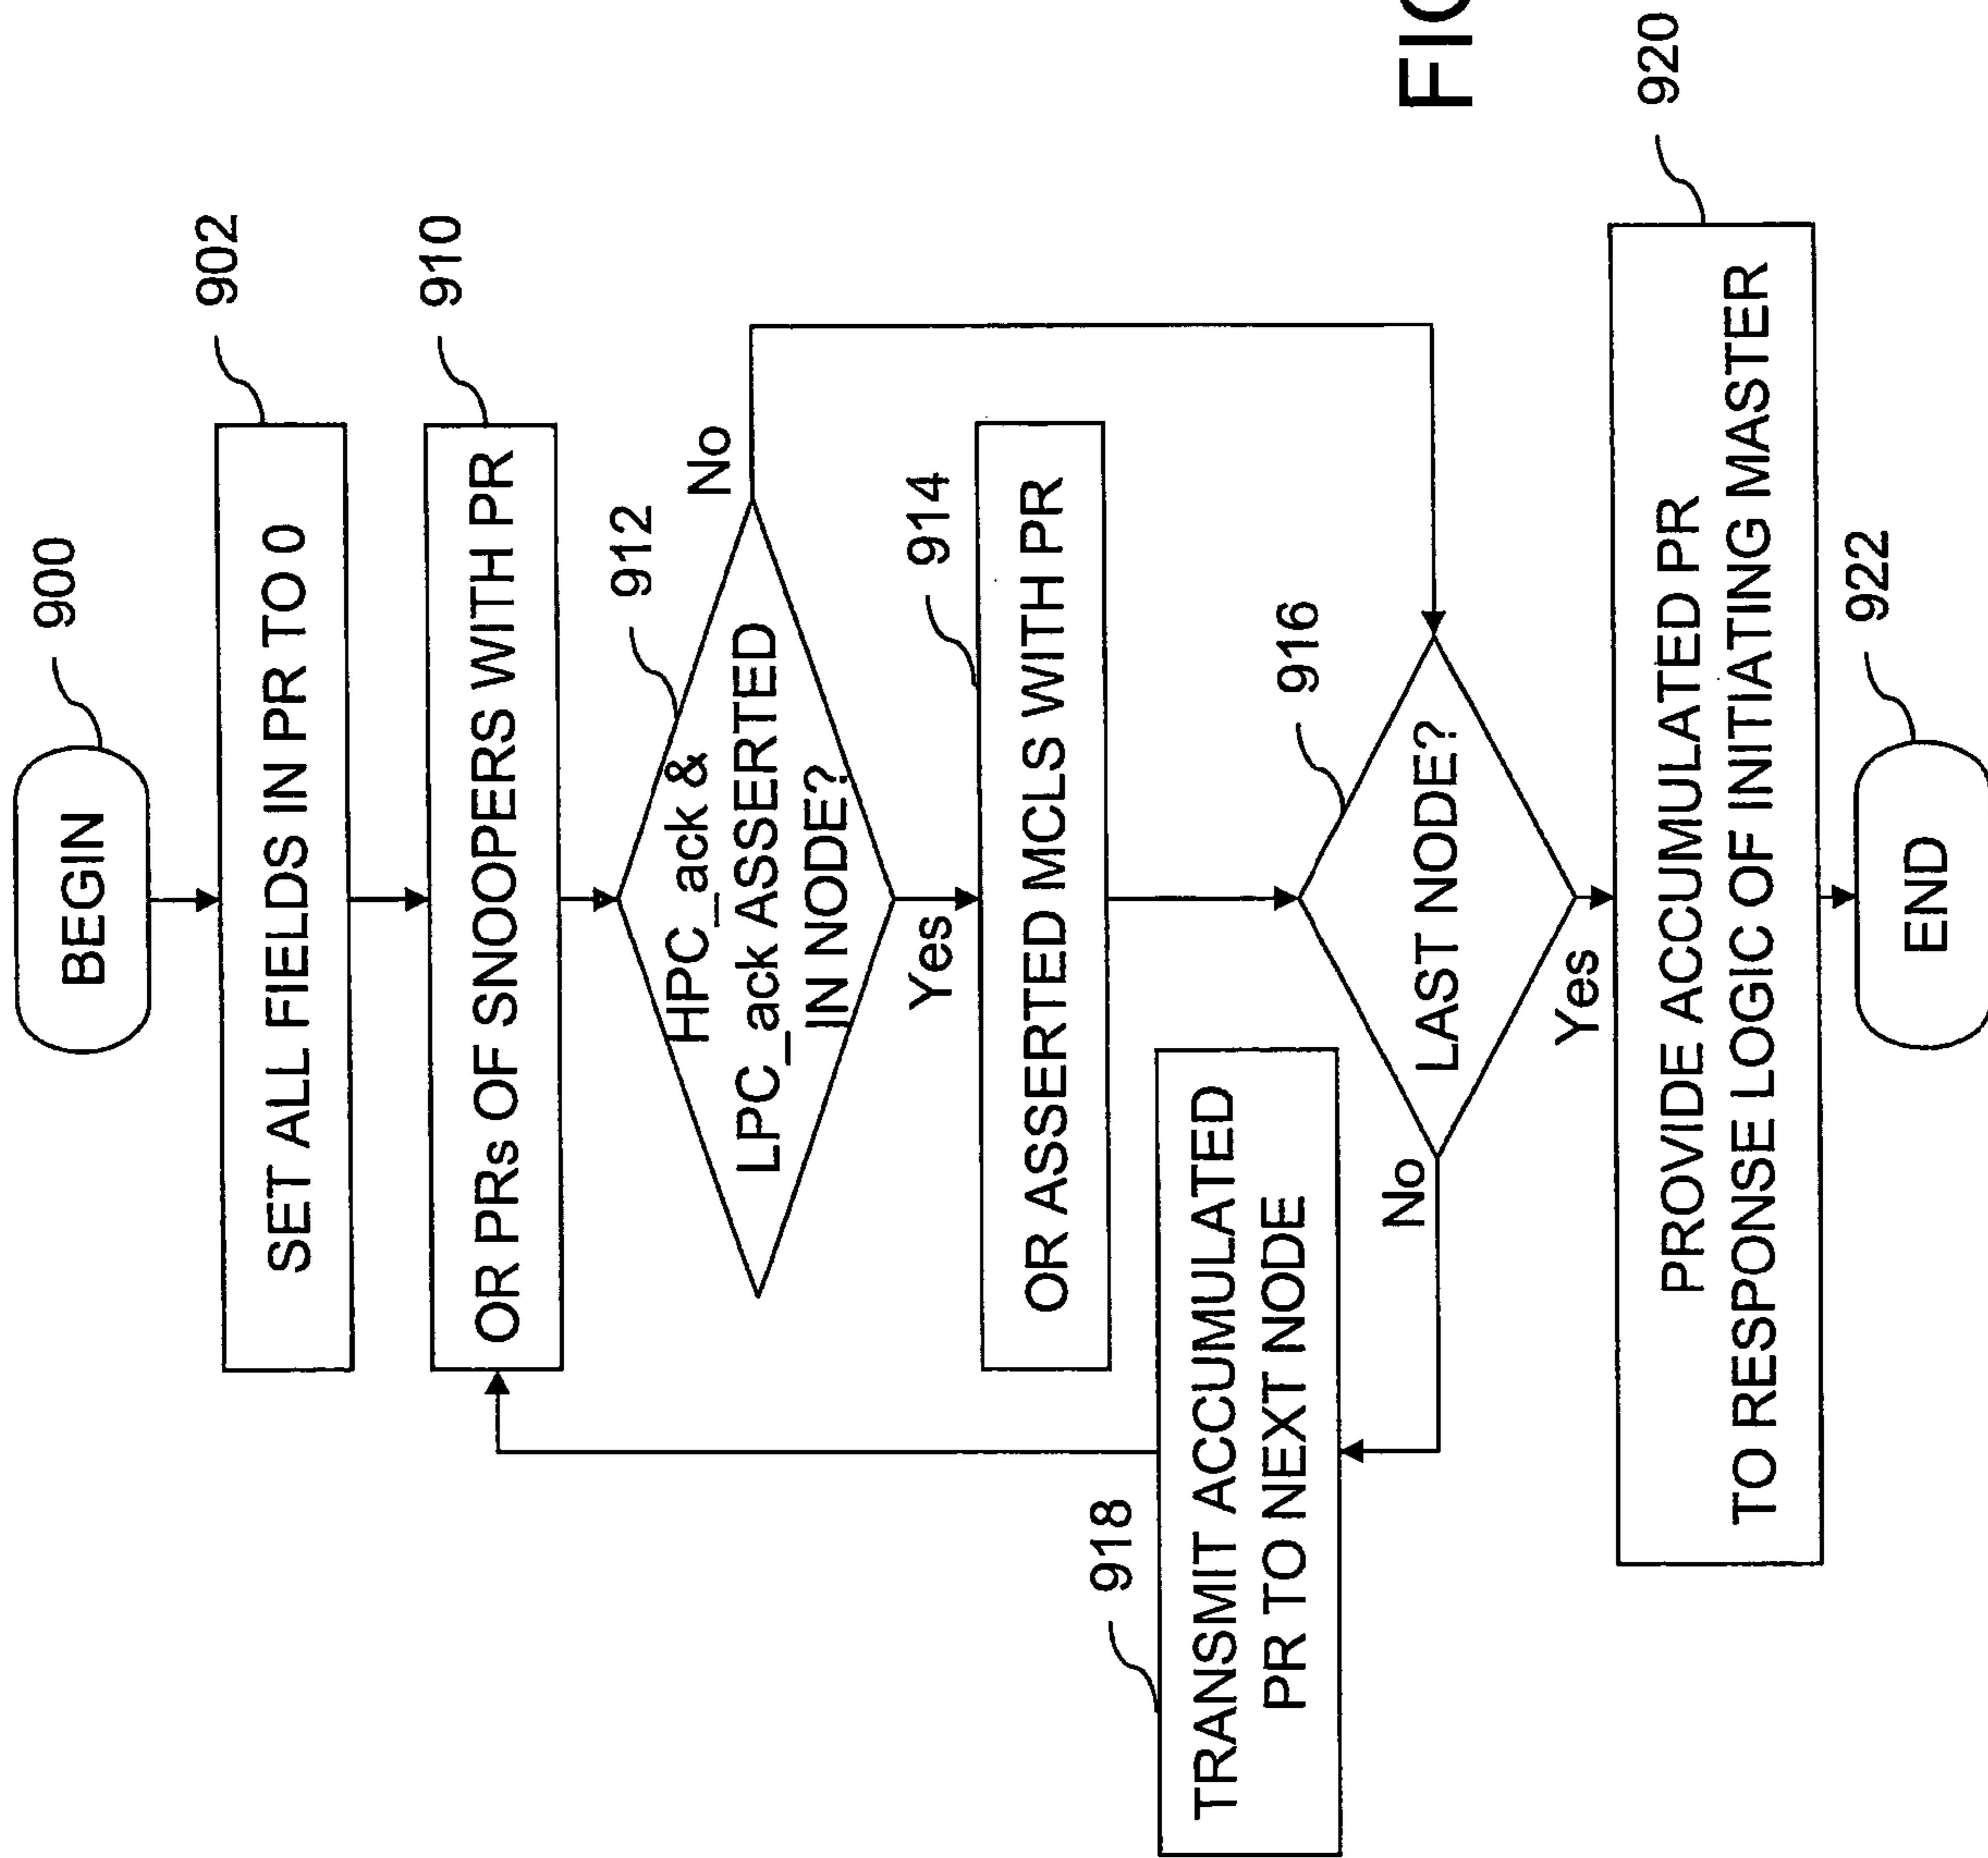 BEGIN
900
SET ALL FIELDS IN PR TO 0
902
OR PRs OF SNOOPERS WITH PR
910
HPC_ack &
LPC_ack ASSERTED
IN NODE?
912
No
Yes
OR ASSERTED MCLS WITH PR
914
LAST NODE?
916
No
Yes
TRANSMIT ACCUMULATED
PR TO NEXT NODE
918
PROVIDE ACCUMULATED PR
TO RESPONSE LOGIC OF INITIATING MASTER
920
END
922